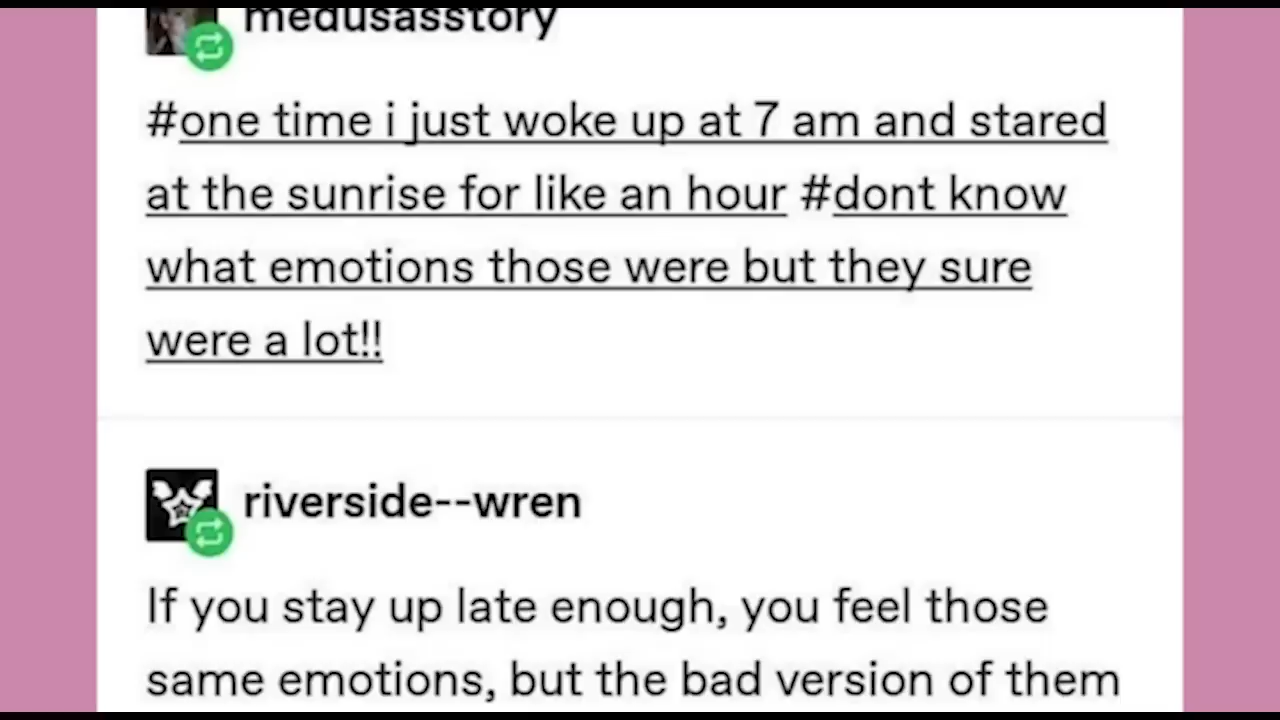 medusasstory
#one time i just woke up at 7 am and stared
at the sunrise for like an hour #dont know
what emotions those were but they sure
were a lot!!
riverside--wren
If you stay up late enough, you feel those
same emotions, but the bad version of them